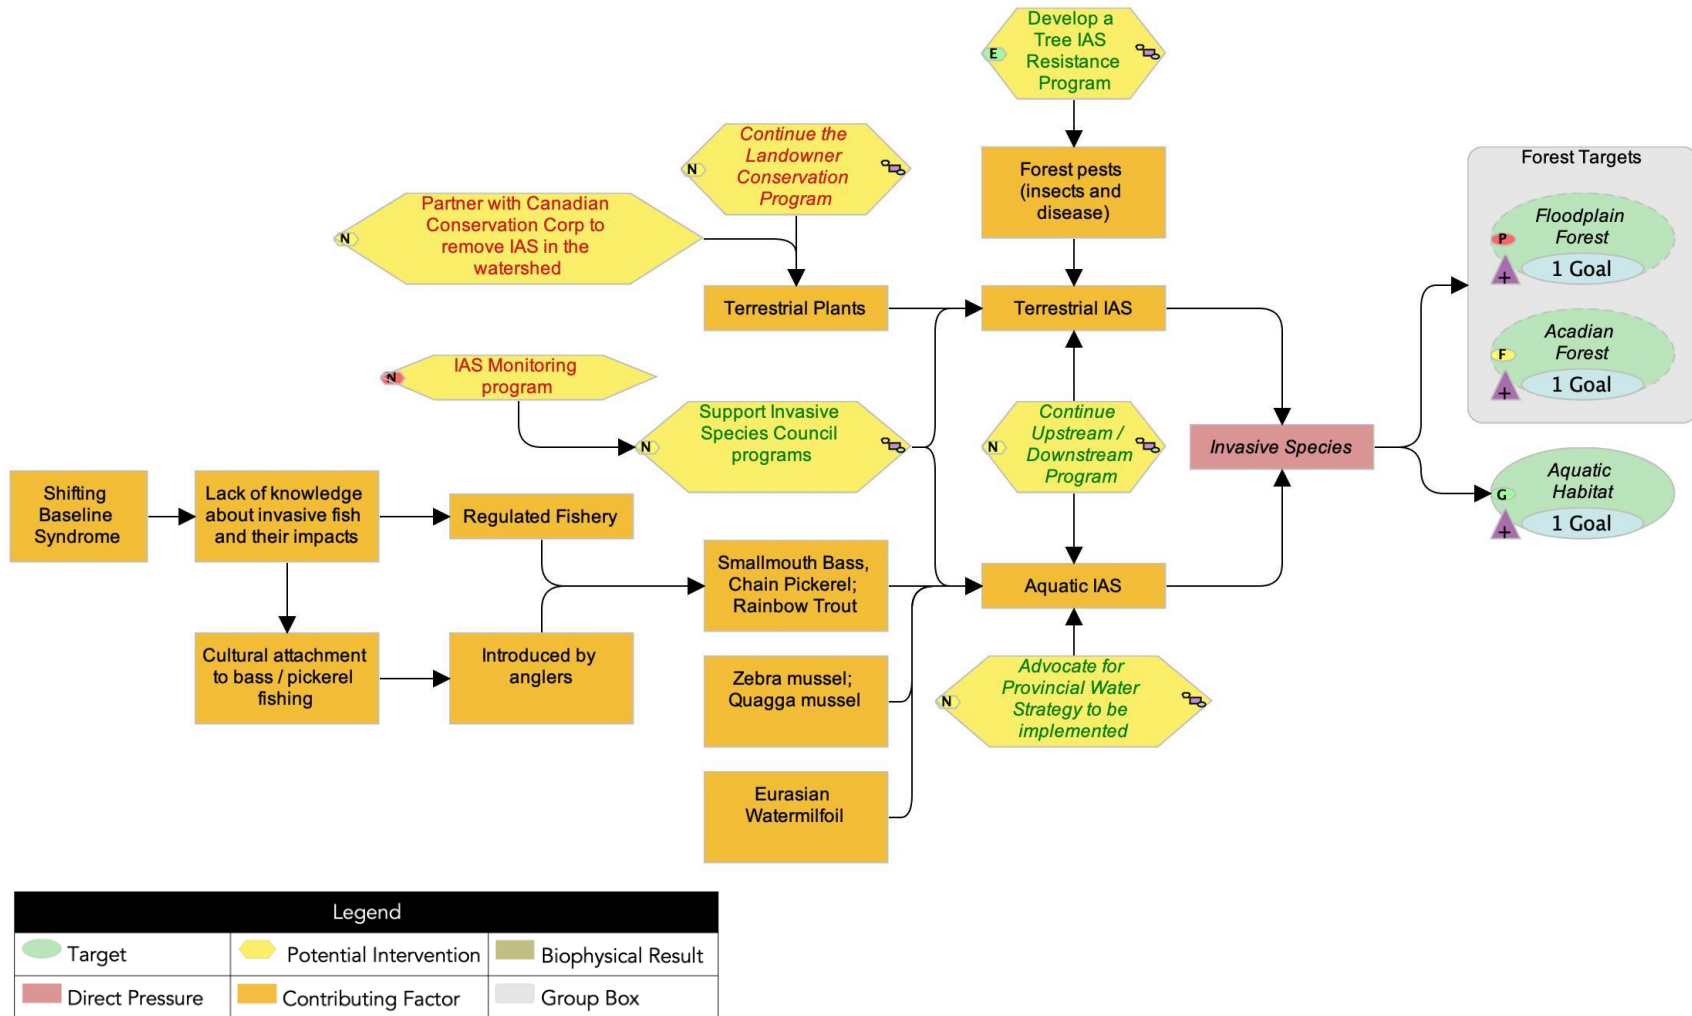 Develop a
Tree IAS
Resistance
Program
E
Continue the
Landowner
Conservation
Program
N
Forest pests
(insects and
disease)
Forest Targets
Partner with Canadian
Conservation Corp to
remove IAS in the
watershed
N
Floodplain
Forest
P
1 Goal
+
Terrestrial Plants
Terrestrial IAS
Acadian
Forest
F
1 Goal
+
IAS Monitoring
program
N
Support Invasive
Species Council
programs
N
Continue
Upstream /
Downstream
Program
N
Invasive Species
Aquatic
Habitat
G
1 Goal
+
Shifting
Baseline
Syndrome
Lack of knowledge
about invasive fish
and their impacts
Regulated Fishery
Smallmouth Bass,
Chain Pickerel;
Rainbow Trout
Aquatic IAS
Cultural attachment
to bass / pickerel
fishing
Introduced by
anglers
Zebra mussel;
Quagga mussel
Advocate for
Provincial Water
Strategy to be
implemented
N
Eurasian
Watermilfoil
Legend
Target
Potential Intervention
Biophysical Result
Direct Pressure
Contributing Factor
Group Box